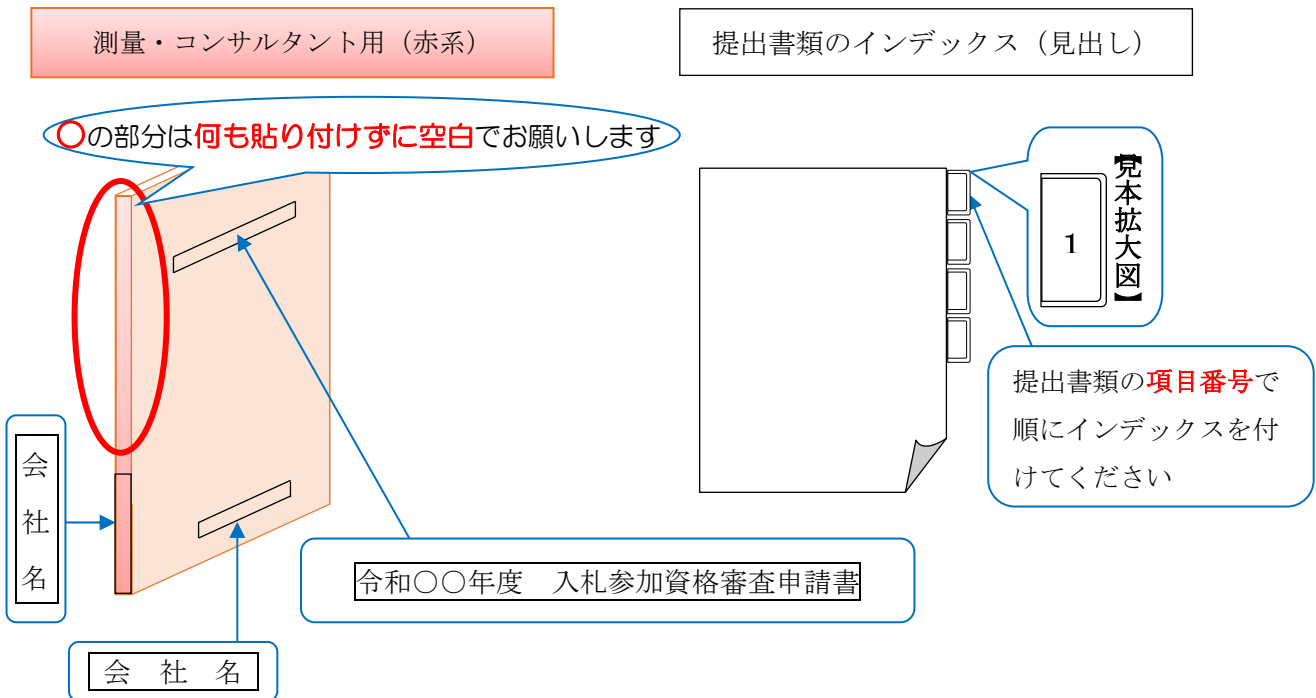 測量・コンサルタント用（赤系）
〇の部分は何も貼り付けずに空白でお願いします
会社名
令和〇〇年度　入札参加資格審査申請書
会　社　名
提出書類のインデックス（見出し）
【見本拡大図】
1
提出書類の項目番号で
順にインデックスを付
けてください